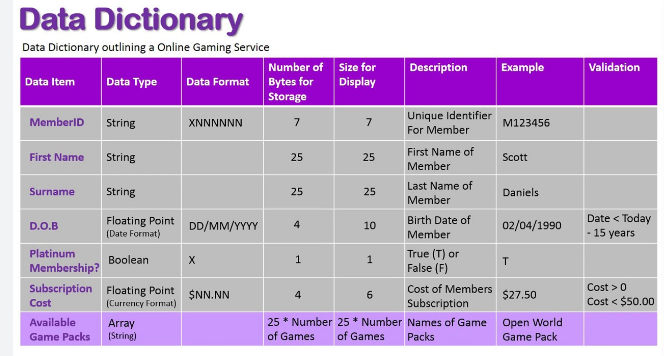 Data Dictionary
Data Dictionary outlining a Online Gaming Service
Data Item Data Type Data Format Number of Bytes for Storage Size for Display Description Example Validation
MemberID String XNNNNNN 7 7 Unique Identifier For Member M123456
First Name String 25 25 First Name of Member Scott
Surname String 25 25 Last Name of Member Daniels
D.O.B Floating Point (Date Format) DD/MM/YYYY 4 10 Birth Date of Member 02/04/1990 Date < Today - 15 years
Platinum Membership? Boolean X 1 1 True (T) or False (F) T
Subscription Cost Floating Point (Currency Format) $NN.NN 4 6 Cost of Members Subscription $27.50 Cost > 0 Cost < $50.00
Available Game Packs Array (String) 25 * Number of Games 25 * Number of Games Names of Game Packs Open World Game Pack